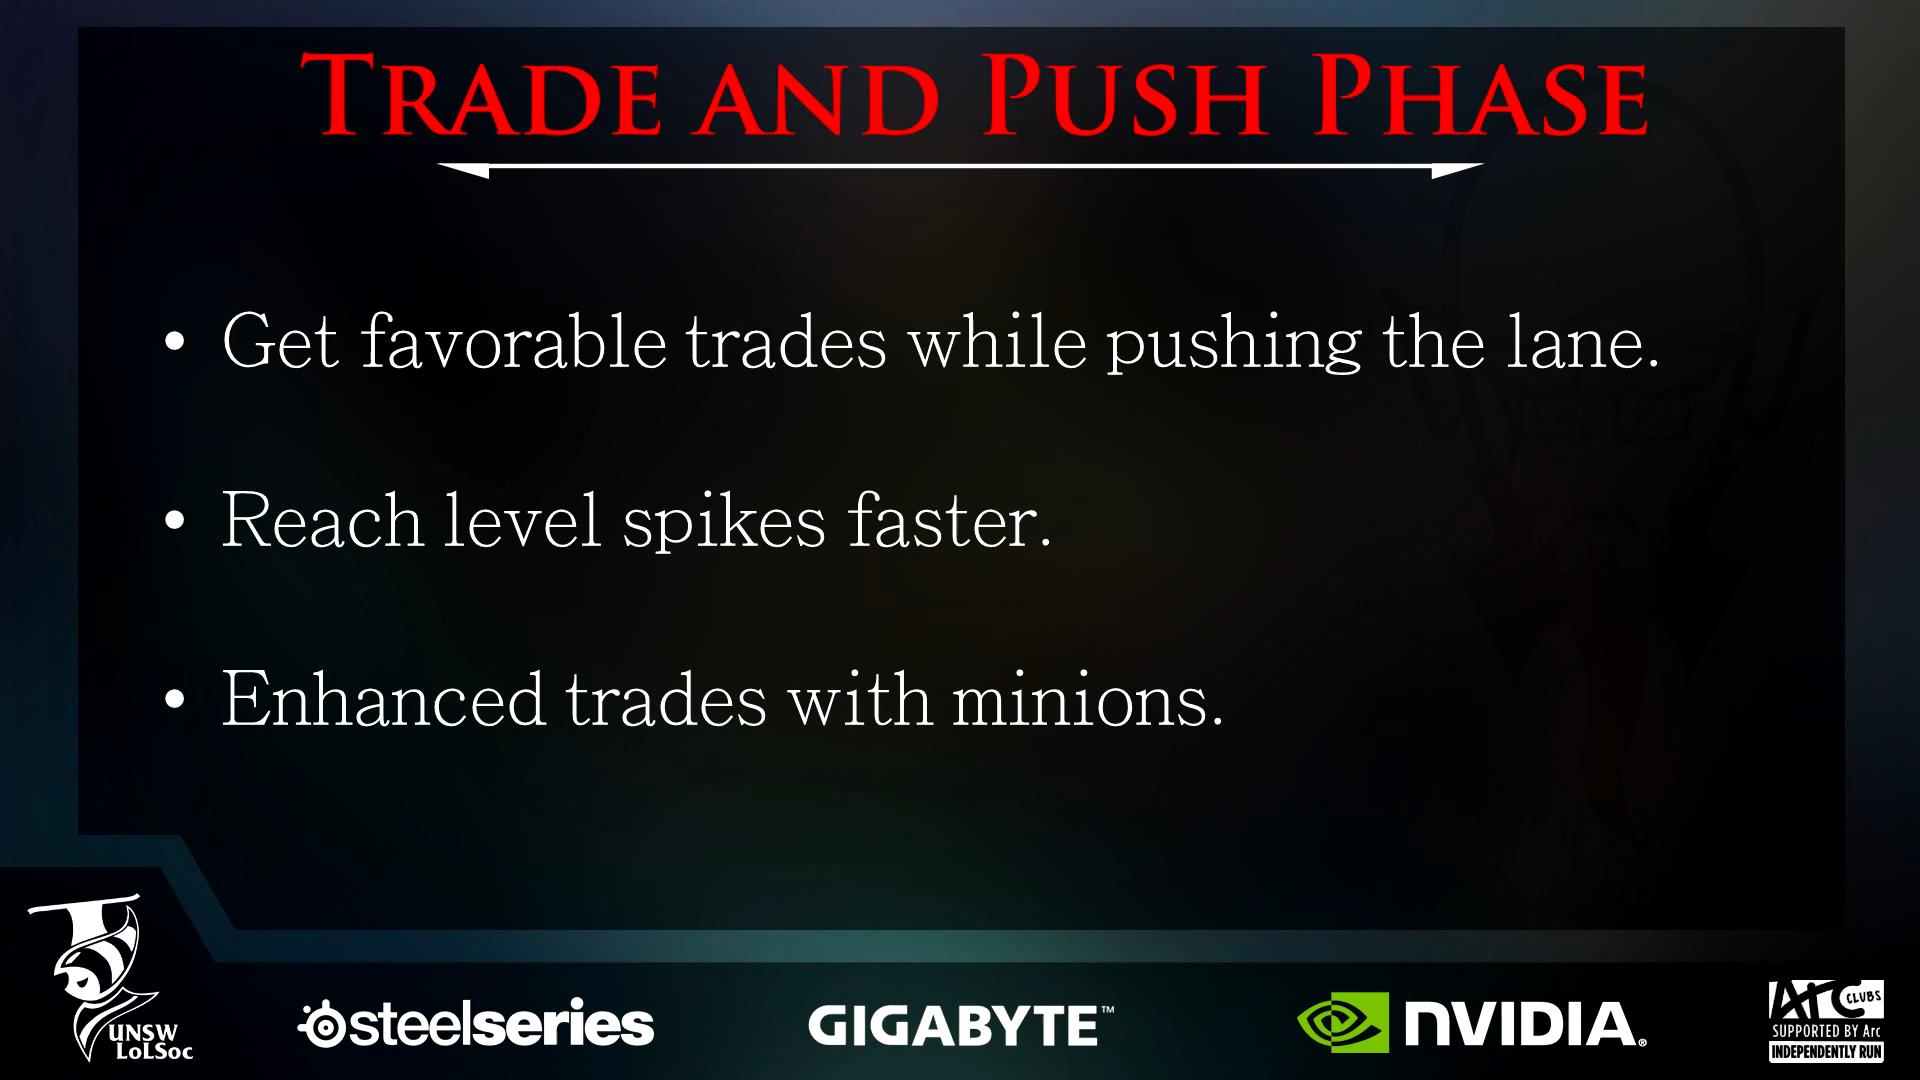 TRADE AND PUSH PHASE
• Get favorable trades while pushing the lane.
• Reach level spikes faster.
• Enhanced trades with minions.
UNSW
LoLSoc
steelseries
GIGABYTE™
NVIDIA®
Arc CLUBS
SUPPORTED BY Arc
INDEPENDENTLY RUN